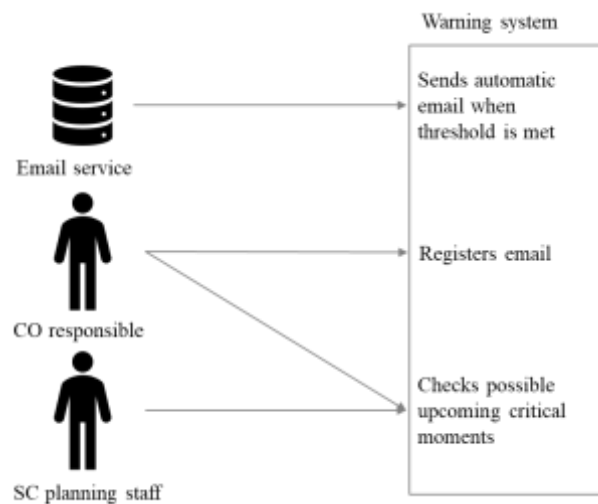 Warning system
Sends automatic
email when
threshold is met
Email service
Registers email
CO responsible
Checks possible
upcoming critical
moments
SC planning staff